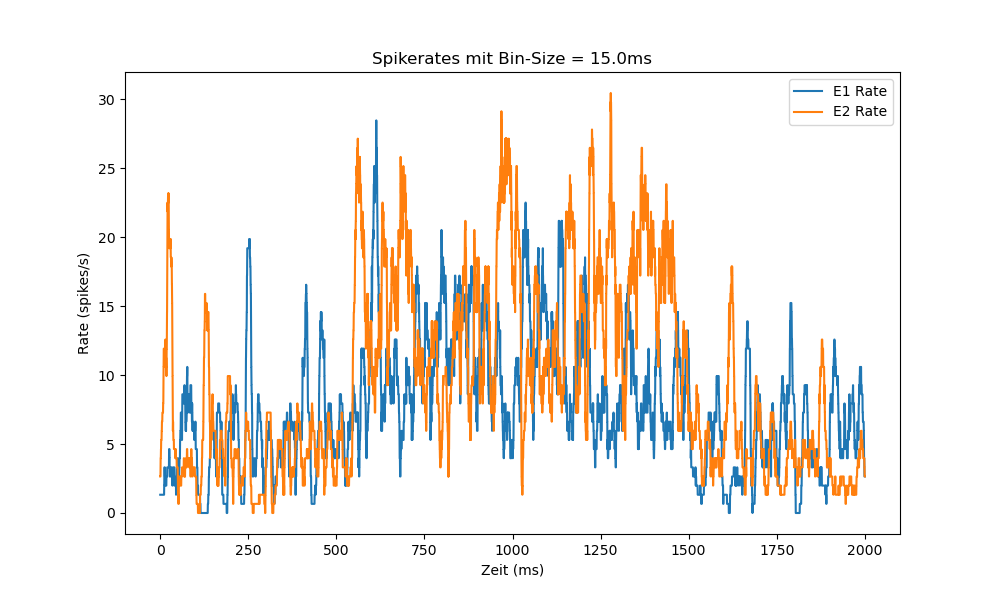 Spikerates mit Bin-Size = 15.0ms
E1 Rate
E2 Rate
Rate (spikes/s)
30
25
20
15
10
5
0
0 250 500 750 1000 1250 1500 1750 2000
Zeit (ms)